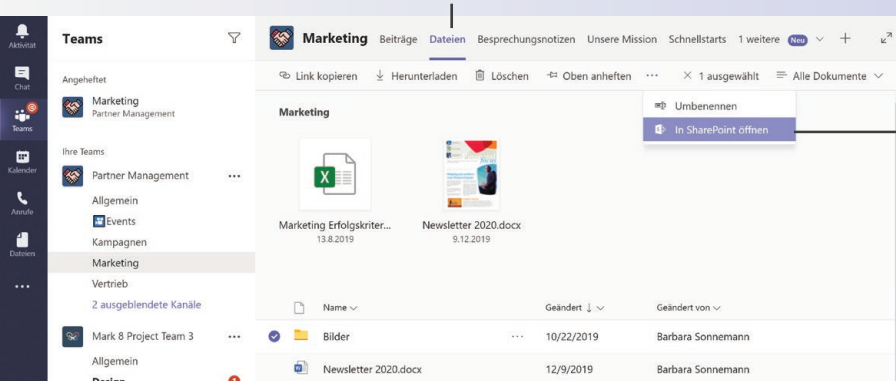 Aktivität
Chat
Teams
Kalender
Anrufe
Dateien
Teams
Angeheftet
Marketing
Partner Management
Ihre Teams
Partner Management
Allgemein
Events
Kampagnen
Marketing
Vertrieb
2 ausgeblendete Kanäle
Mark 8 Project Team 3
Allgemein
Design
Marketing Beiträge Dateien Besprechungsnotizen Unsere Mission Schnellstarts 1 weitere Neu
Link kopieren Herunterladen Löschen Oben anheften ... 1 ausgewählt Alle Dokumente
Umbenennen
In SharePoint öffnen
Marketing
Marketing Erfolgskriter... Newsletter 2020.docx
13.8.2019 9.12.2019
Name Geändert Geändert von
Bilder ... 10/22/2019 Barbara Sonnemann
Newsletter 2020.docx 12/9/2019 Barbara Sonnemann